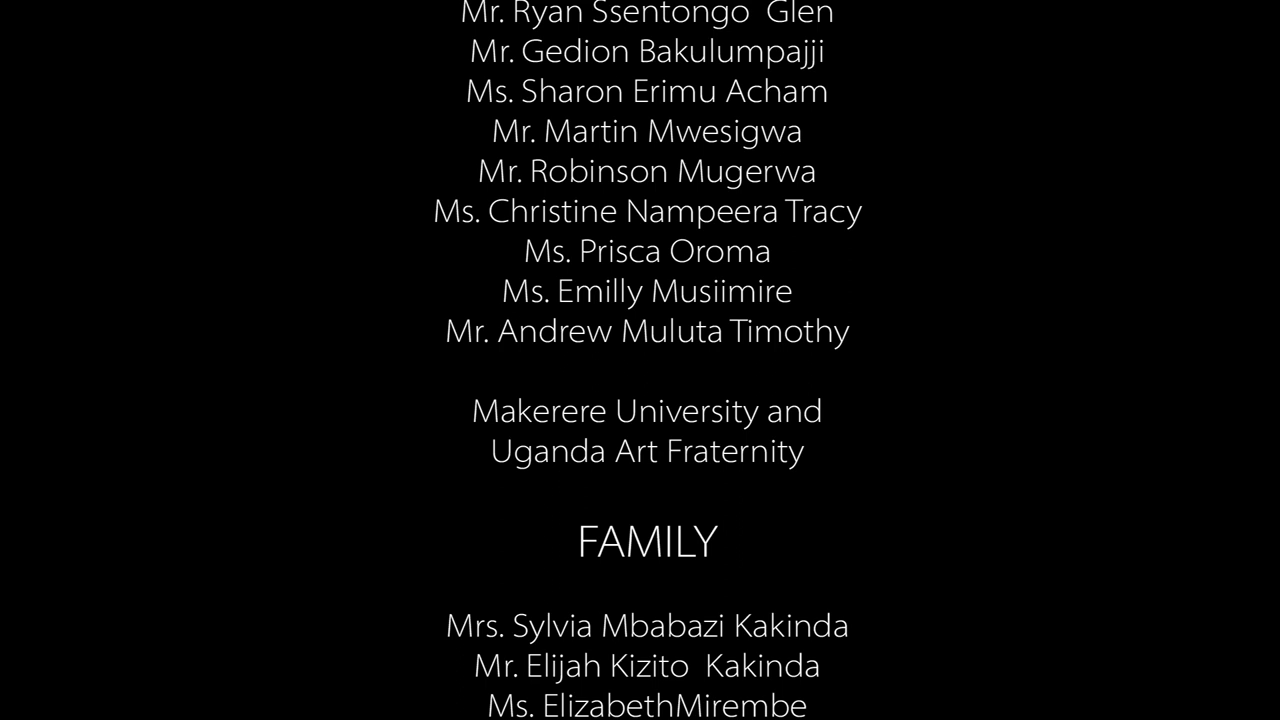 Mr. Ryan Ssentongo  Glen
Mr. Gedion Bakulumpajji
Ms. Sharon Erimu Acham
Mr. Martin Mwesigwa
Mr. Robinson Mugerwa
Ms. Christine Nampeera Tracy
Ms. Prisca Oroma
Ms. Emilly Musiimire
Mr. Andrew Muluta Timothy
Makerere University and
Uganda Art Fraternity
FAMILY
Mrs. Sylvia Mbabazi Kakinda
Mr. Elijah Kizito  Kakinda
Ms. ElizabethMirembe